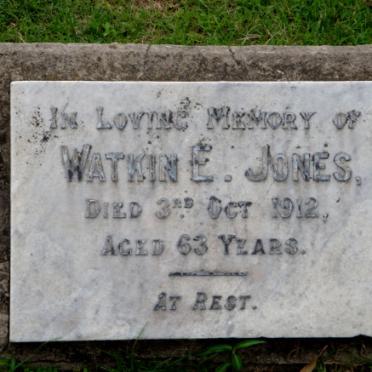 In Loving Memory of
Watkin E. Jones,
Died 3rd Oct 1912,
Aged 63 Years.
At Rest.